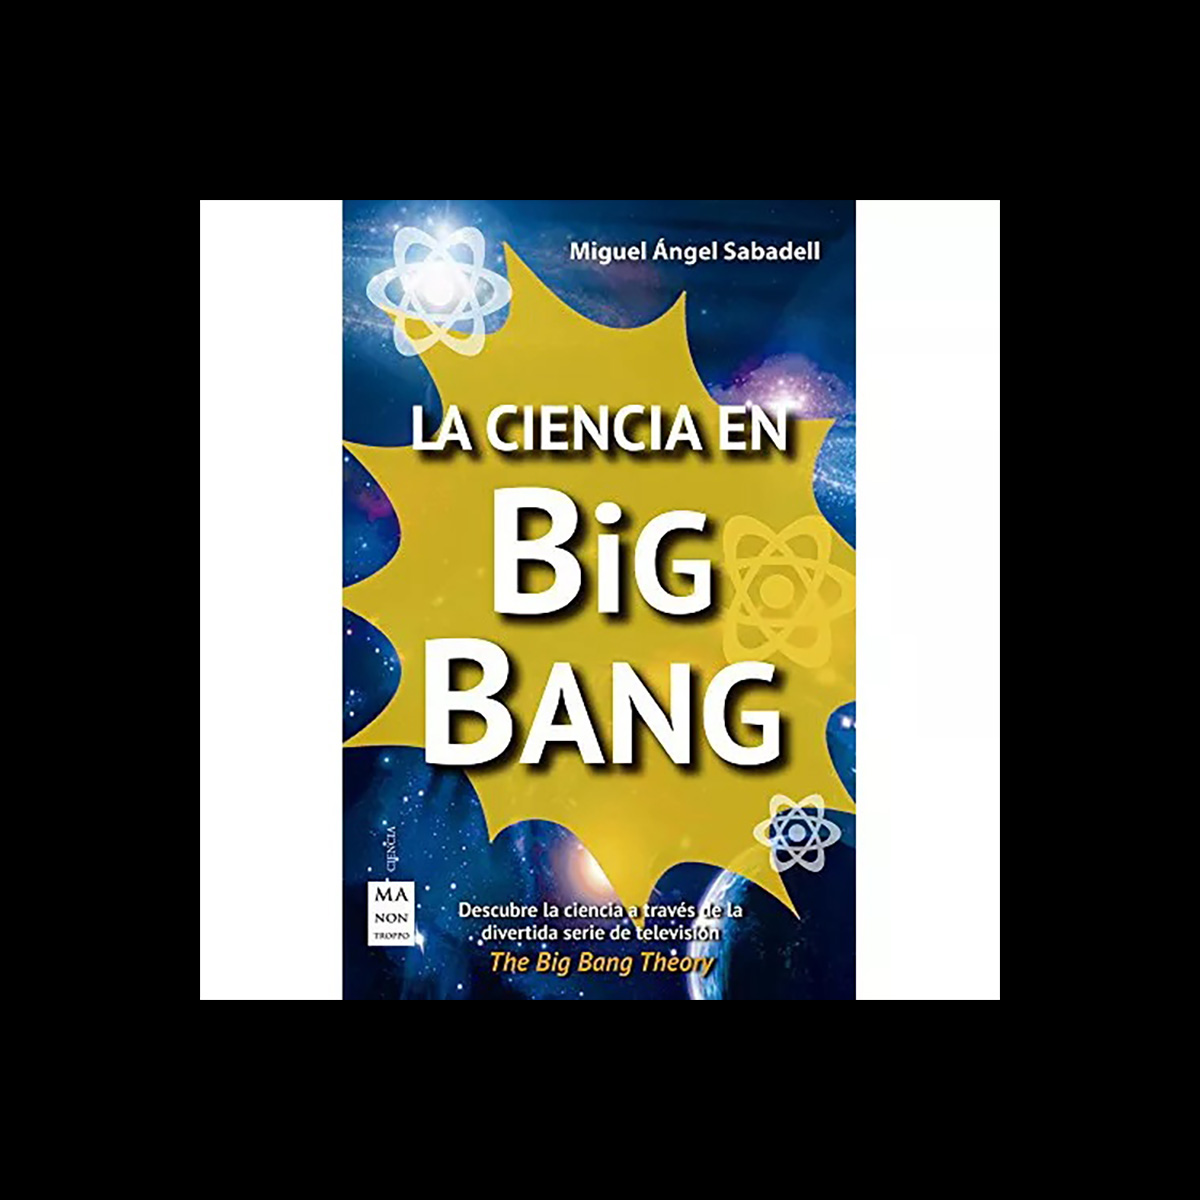 Miguel Ángel Sabadell
LA CIENCIA EN
BiG
BANG
CIENCIA
MA
NON
TROPPO
Descubre la ciencia a través de la
divertida serie de televisión
The Big Bang Theory